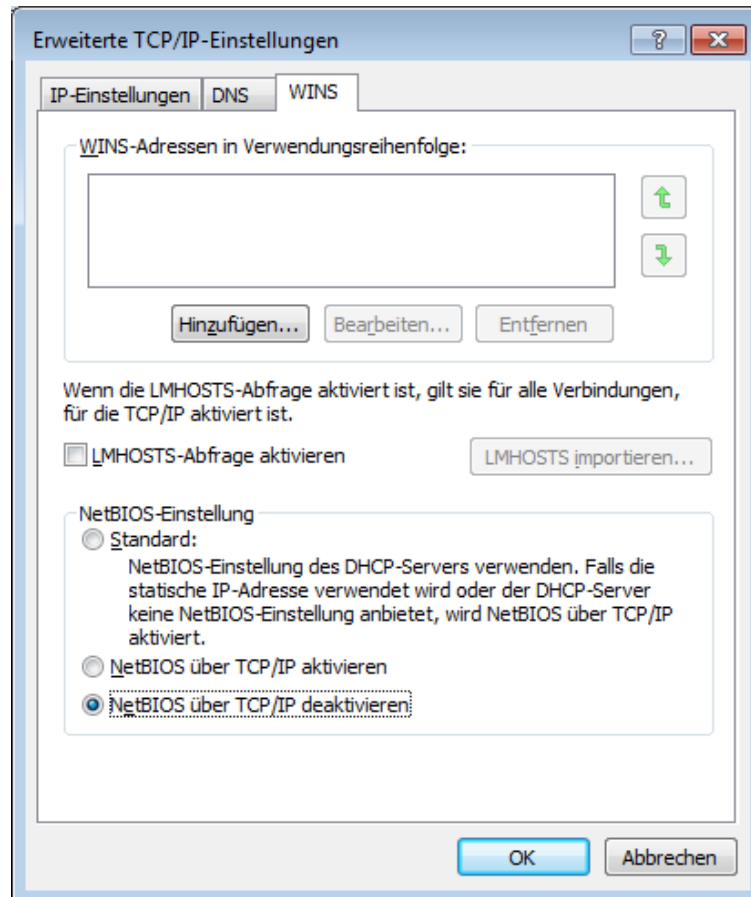 Erweiterte TCP/IP-Einstellungen
IP-Einstellungen DNS WINS
WINS-Adressen in Verwendungsreihenfolge:
Hinzufügen... Bearbeiten... Entfernen
Wenn die LMHOSTS-Abfrage aktiviert ist, gilt sie für alle Verbindungen,
für die TCP/IP aktiviert ist.
LMHOSTS-Abfrage aktivieren LMHOSTS importieren...
NetBIOS-Einstellung
Standard:
NetBIOS-Einstellung des DHCP-Servers verwenden. Falls die
statische IP-Adresse verwendet wird oder der DHCP-Server
keine NetBIOS-Einstellung anbietet, wird NetBIOS über TCP/IP
aktiviert.
NetBIOS über TCP/IP aktivieren
NetBIOS über TCP/IP deaktivieren
OK Abbrechen